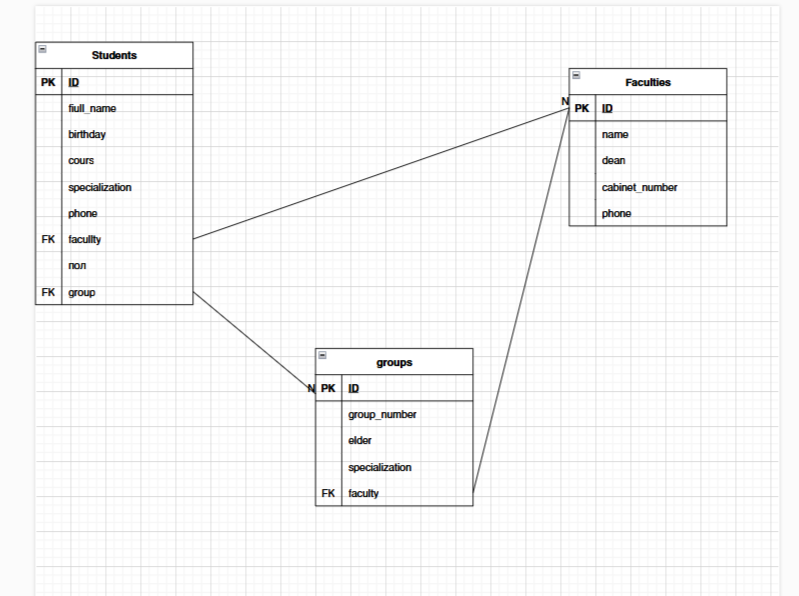 Students
PK ID
fiull_name
birthday
cours
specialization
phone
FK facullty
пол
FK group
Faculties
N
PK ID
name
dean
cabinet_number
phone
groups
N PK ID
group_number
elder
specialization
FK faculty